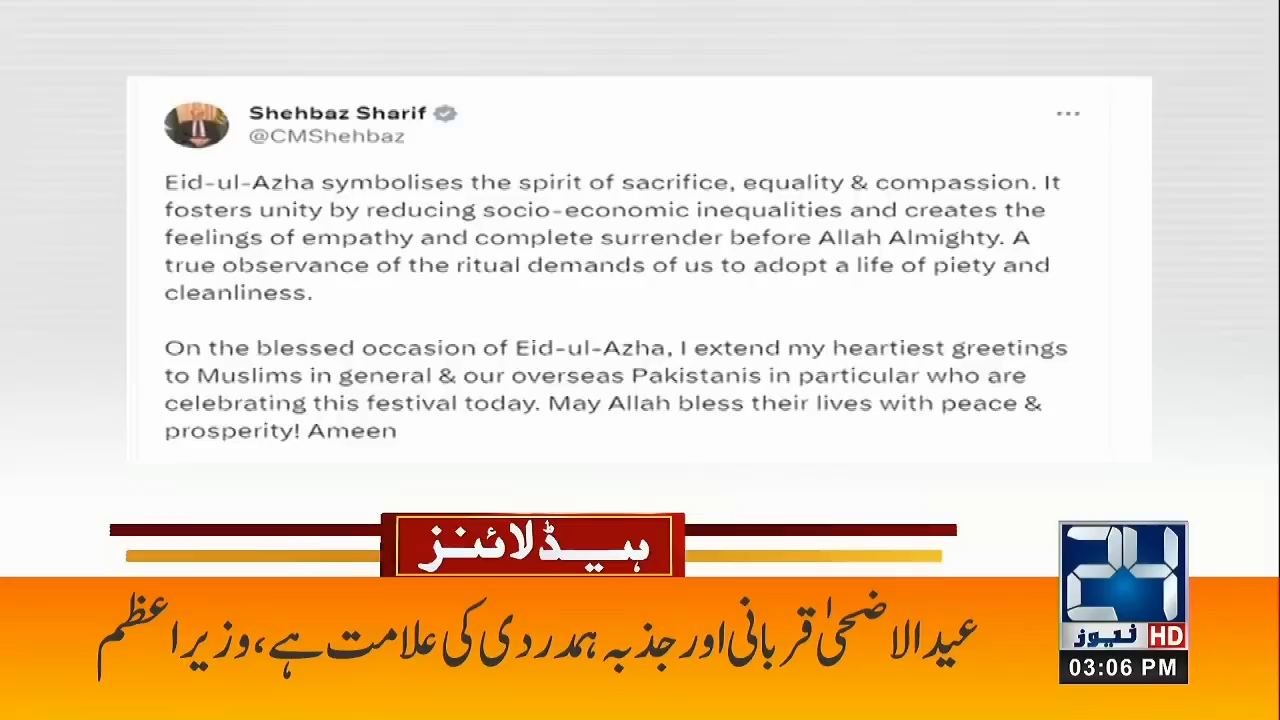 Shehbaz Sharif
@CMShehbaz
Eid-ul-Azha symbolises the spirit of sacrifice, equality & compassion. It
fosters unity by reducing socio-economic inequalities and creates the
feelings of empathy and complete surrender before Allah Almighty. A
true observance of the ritual demands of us to adopt a life of piety and
cleanliness.
On the blessed occasion of Eid-ul-Azha, I extend my heartiest greetings
to Muslims in general & our overseas Pakistanis in particular who are
celebrating this festival today. May Allah bless their lives with peace &
prosperity! Ameen
ہیڈلائنز
عیدالاضحیٰ قربانی اور جذبہ ہمدردی کی علامت ہے، وزیراعظم
24
نیوز HD
03:06 PM